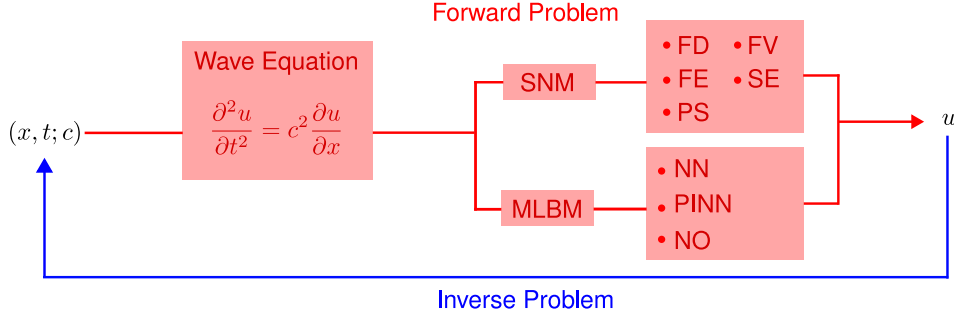 Forward Problem
Wave Equation
(x, t; c)
∂²u/∂t² = c² ∂u/∂x
SNM
• FD • FV
• FE • SE
• PS
u
MLBM
• NN
• PINN
• NO
Inverse Problem